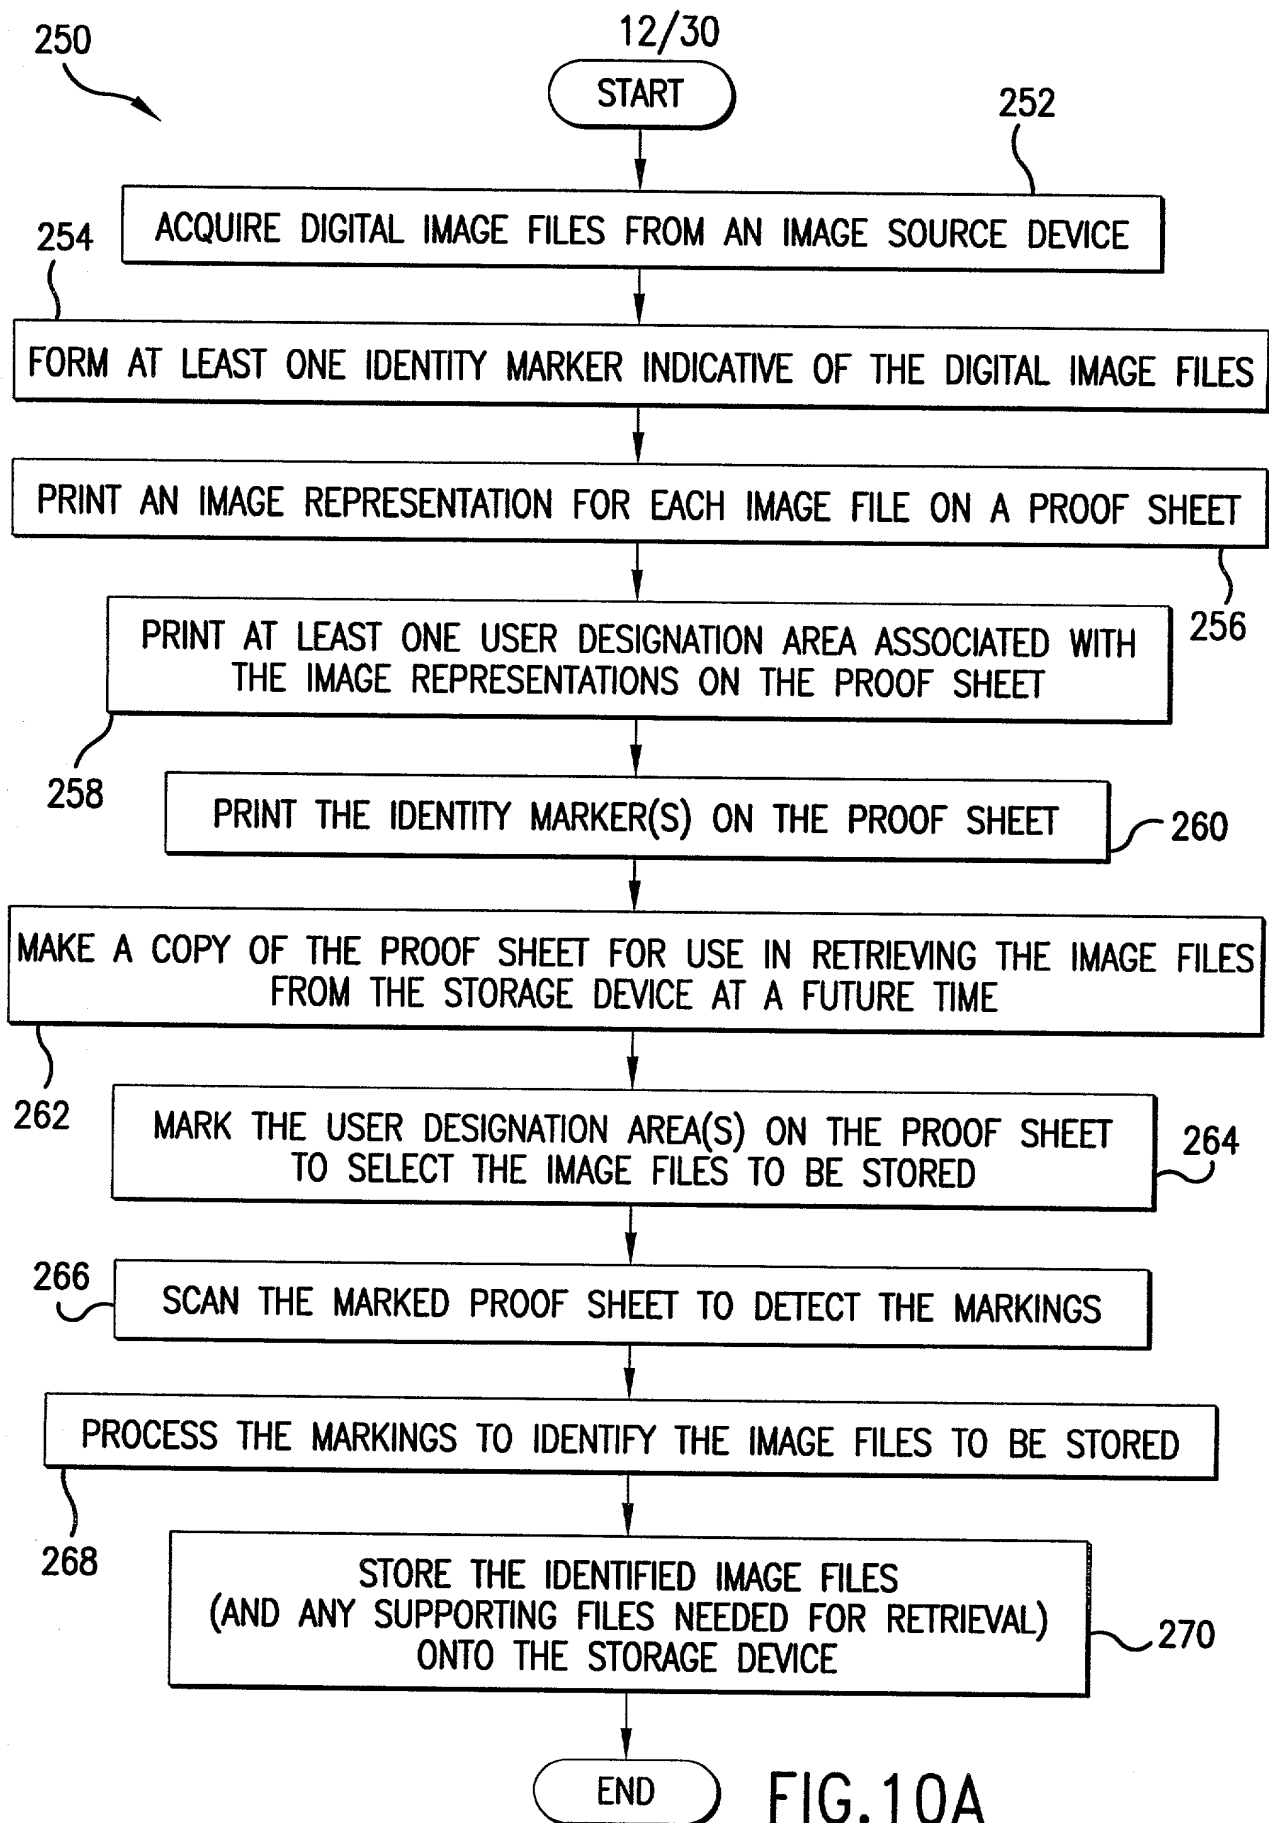 12/30
250
START
252
ACQUIRE DIGITAL IMAGE FILES FROM AN IMAGE SOURCE DEVICE
254
FORM AT LEAST ONE IDENTITY MARKER INDICATIVE OF THE DIGITAL IMAGE FILES
PRINT AN IMAGE REPRESENTATION FOR EACH IMAGE FILE ON A PROOF SHEET
256
PRINT AT LEAST ONE USER DESIGNATION AREA ASSOCIATED WITH
THE IMAGE REPRESENTATIONS ON THE PROOF SHEET
258
PRINT THE IDENTITY MARKER(S) ON THE PROOF SHEET
260
MAKE A COPY OF THE PROOF SHEET FOR USE IN RETRIEVING THE IMAGE FILES
FROM THE STORAGE DEVICE AT A FUTURE TIME
262
MARK THE USER DESIGNATION AREA(S) ON THE PROOF SHEET
TO SELECT THE IMAGE FILES TO BE STORED
264
266
SCAN THE MARKED PROOF SHEET TO DETECT THE MARKINGS
PROCESS THE MARKINGS TO IDENTIFY THE IMAGE FILES TO BE STORED
268
STORE THE IDENTIFIED IMAGE FILES
(AND ANY SUPPORTING FILES NEEDED FOR RETRIEVAL)
ONTO THE STORAGE DEVICE
270
END
FIG.10A